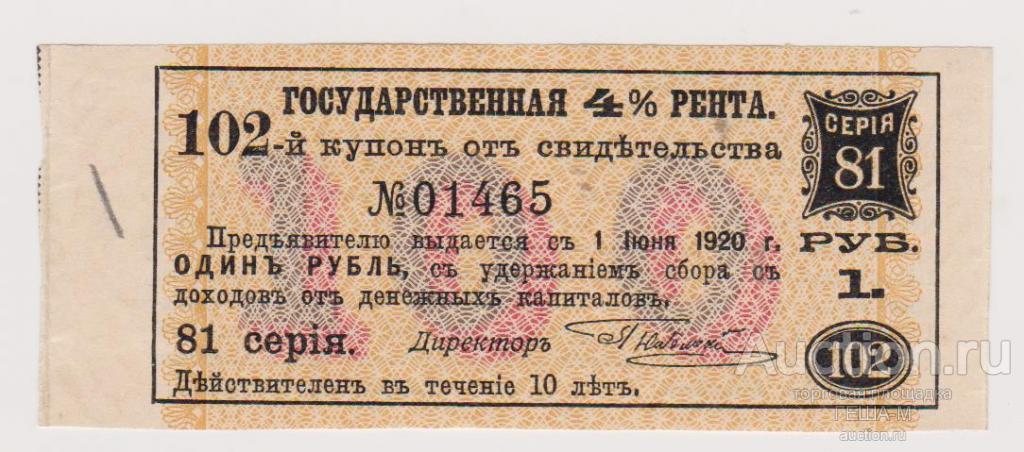 ГОСУДАРСТВЕННАЯ 4% РЕНТА.
102-й купонъ отъ свидѣтельства
№01465
СЕРІЯ
81
Предъявителю выдается съ 1 Іюня 1920 г.
ОДИНЪ РУБЛЬ, съ удержаніемъ сбора съ
доходовъ отъ денежныхъ капиталовъ.
РУБ.
1.
100
81 серія.
Директоръ
Дѣйствителенъ въ теченіе 10 лѣтъ.
102
Auction.ru
торговая площадка
ГЕША-М
auction.ru